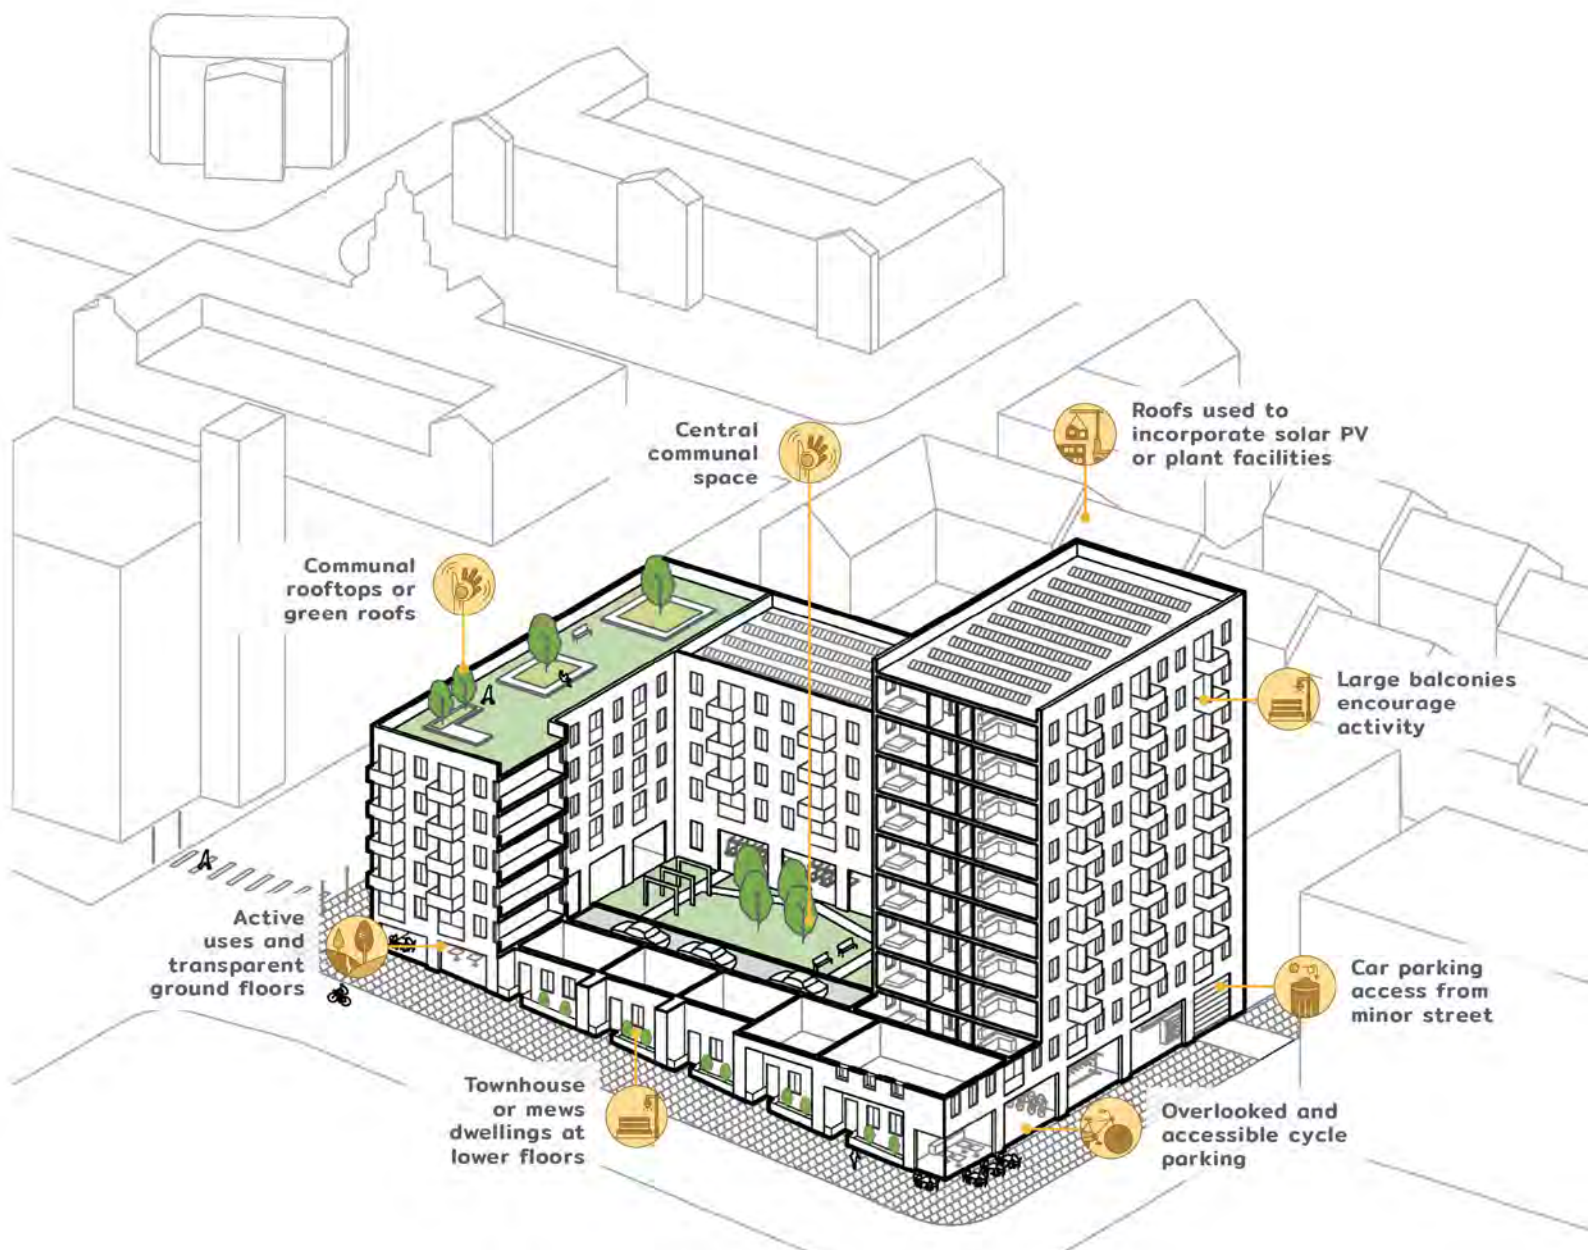 Roofs used to
incorporate solar PV
or plant facilities
Central
communal
space
Communal
rooftops or
green roofs
Large balconies
encourage
activity
Active
uses and
transparent
ground floors
Car parking
access from
minor street
Townhouse
or mews
dwellings at
lower floors
Overlooked and
accessible cycle
parking